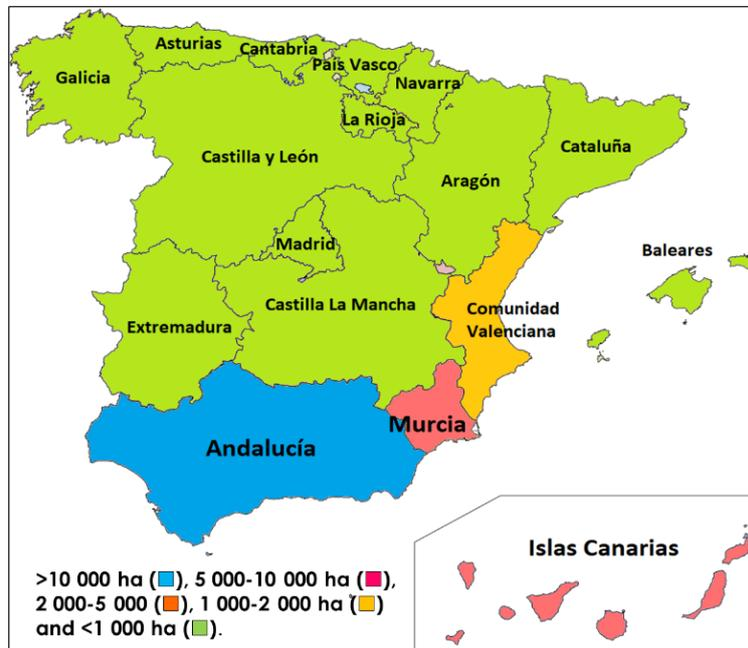 Asturias
Cantabria
País Vasco
Galicia
Navarra
La Rioja
Cataluña
Castilla y León
Aragón
Madrid
Baleares
Castilla La Mancha
Comunidad
Valenciana
Extremadura
Murcia
Andalucía
Islas Canarias
>10 000 ha (■), 5 000-10 000 ha (■),
2 000-5 000 (■), 1 000-2 000 ha (■)
and <1 000 ha (■).